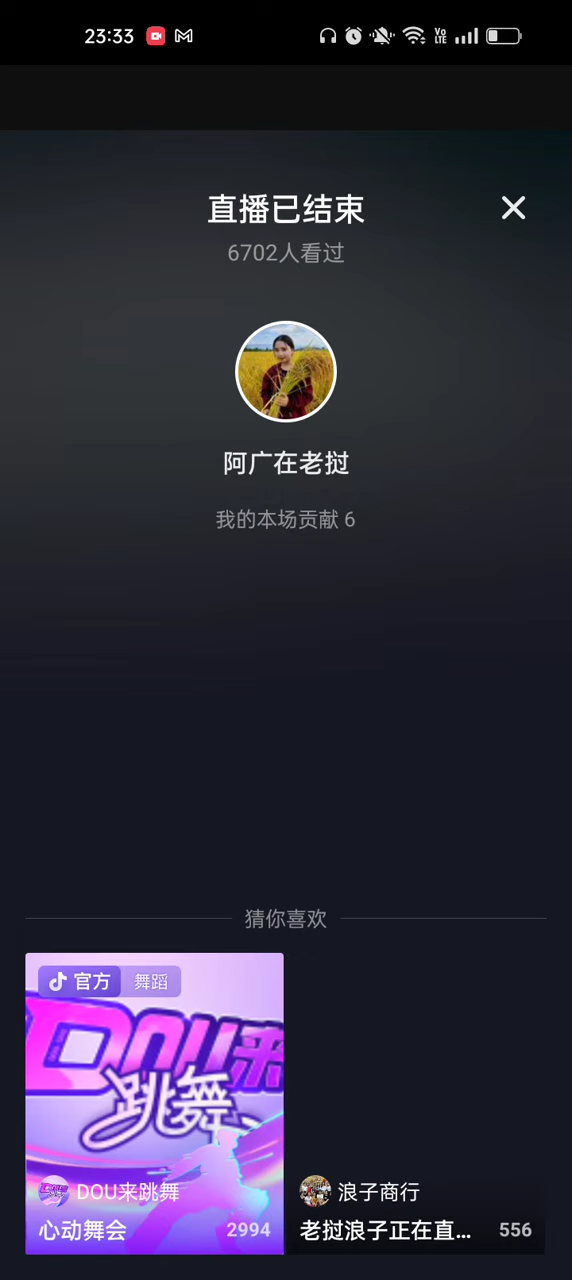 23:33
Vo
LTE
直播已结束
6702人看过
阿广在老挝
我的本场贡献 6
猜你喜欢
官方 舞蹈
DOU来
跳舞
DOU来跳舞
心动舞会 2994
浪子商行
老挝浪子正在直... 556